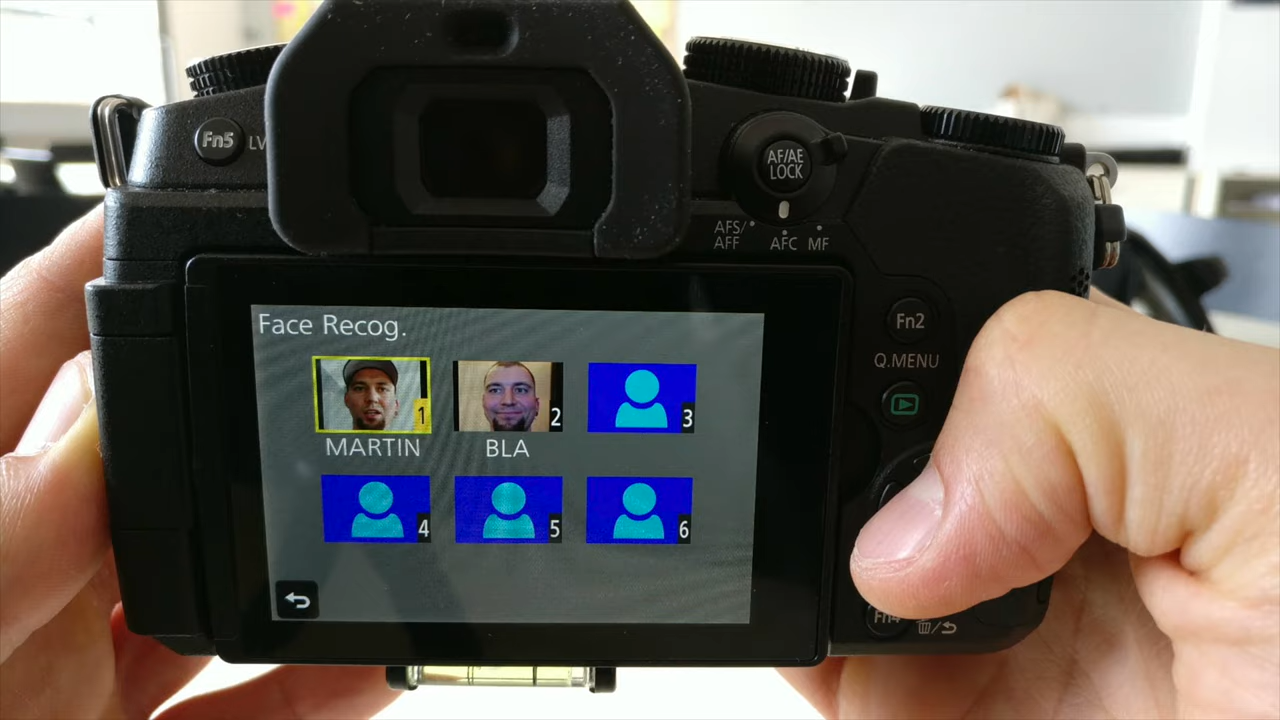 Fn5 LV
AF/AE
LOCK
AFS/
AFF
AFC
MF
Fn2
Q.MENU
Face Recog.
1
MARTIN
2
BLA
3
4
5
6
Fn4